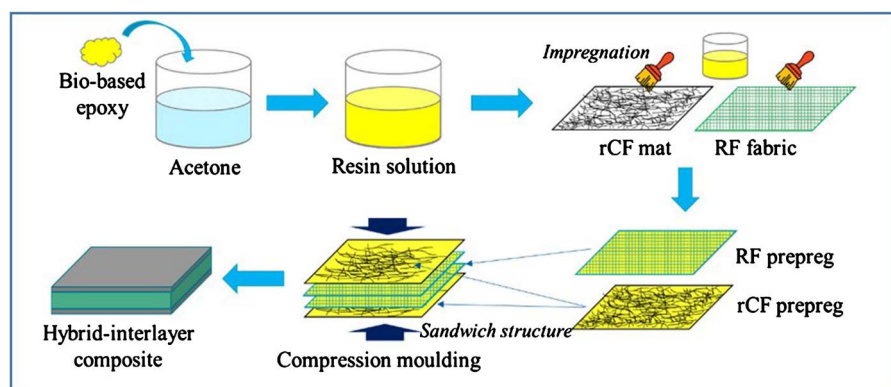 Bio-based
epoxy
Acetone
Resin solution
Impregnation
rCF mat
RF fabric
RF prepreg
rCF prepreg
Sandwich structure
Compression moulding
Hybrid-interlayer
composite